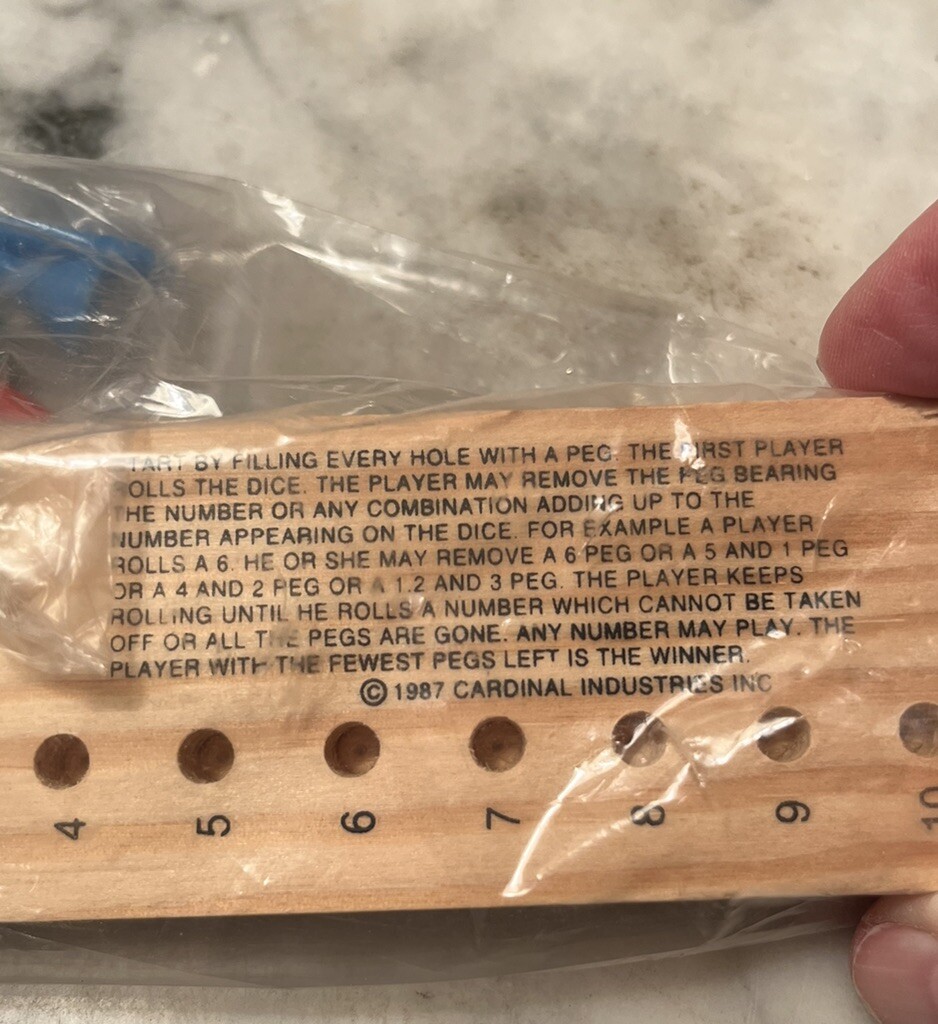 TART BY FILLING EVERY HOLE WITH A PEG. THE FIRST PLAYER
OLLS THE DICE. THE PLAYER MAY REMOVE THE PEG BEARING
THE NUMBER OR ANY COMBINATION ADDING UP TO THE
NUMBER APPEARING ON THE DICE. FOR EXAMPLE A PLAYER
ROLLS A 6. HE OR SHE MAY REMOVE A 6 PEG OR A 5 AND 1 PEG
OR A 4 AND 2 PEG OR A 1.2 AND 3 PEG. THE PLAYER KEEPS
ROLLING UNTIL HE ROLLS A NUMBER WHICH CANNOT BE TAKEN
OFF OR ALL THE PEGS ARE GONE. ANY NUMBER MAY PLAY. THE
PLAYER WITH THE FEWEST PEGS LEFT IS THE WINNER.
© 1987 CARDINAL INDUSTRIES INC
4 5 6 7 8 9 10